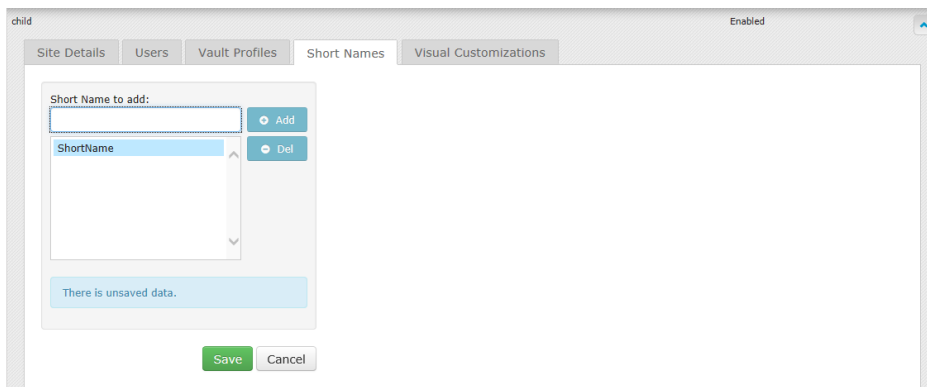 child Enabled
Site Details Users Vault Profiles Short Names Visual Customizations
Short Name to add:
Add
ShortName Del
There is unsaved data.
Save Cancel